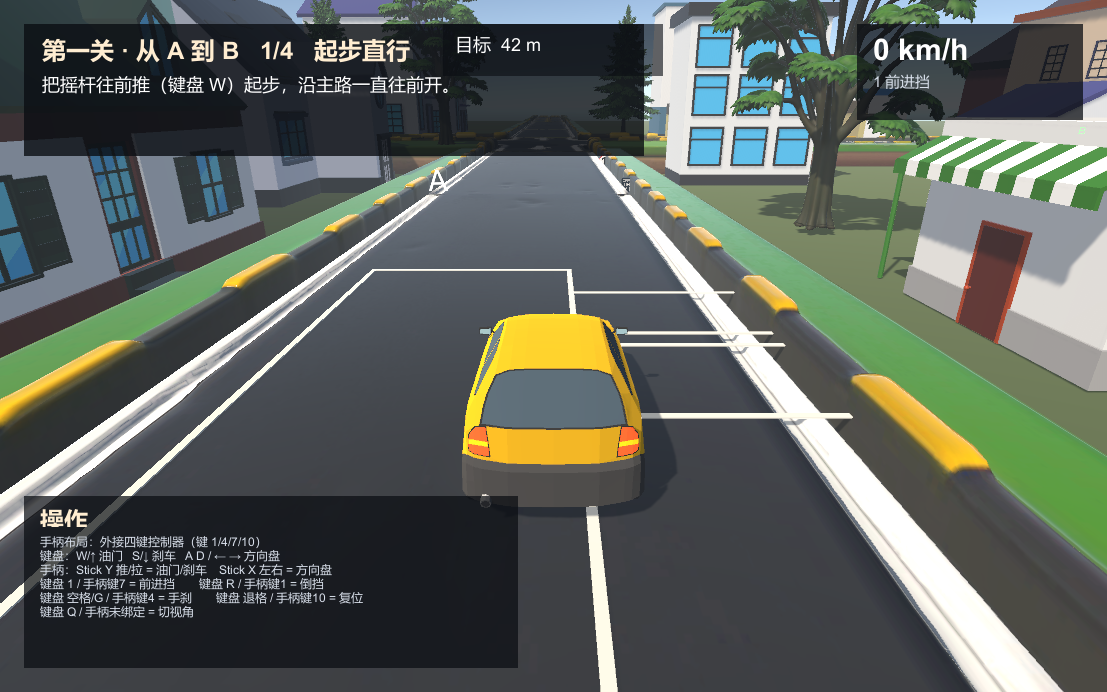 第一关 · 从 A 到 B 1/4 起步直行
目标 42 m
0 km/h
把摇杆往前推（键盘 W）起步，沿主路一直往前开。
1 前进挡
A
操作
手柄布局：外接四键控制器（键 1/4/7/10）
键盘：W/↑ 油门 S/↓ 刹车 A D / ← → 方向盘
手柄：Stick Y 推/拉 = 油门/刹车 Stick X 左右 = 方向盘
键盘 1 / 手柄键7 = 前进挡 键盘 R / 手柄键1 = 倒挡
键盘 空格/G / 手柄键4 = 手刹 键盘 退格 / 手柄键10 = 复位
键盘 Q / 手柄未绑定 = 切视角